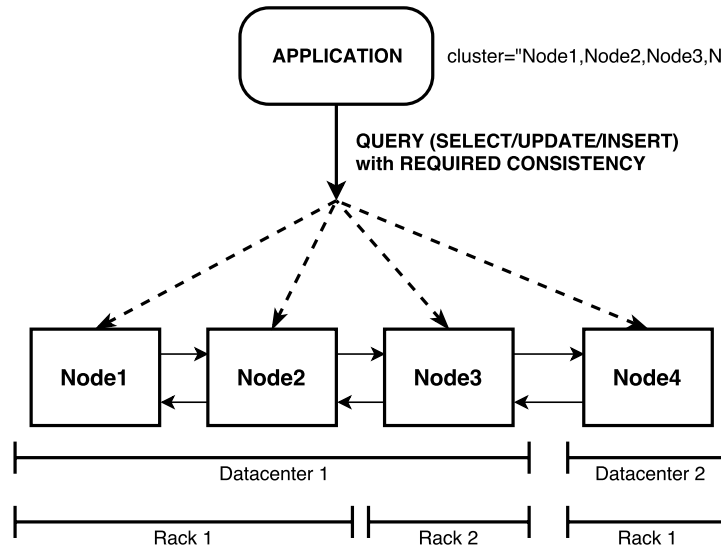 APPLICATION
cluster="Node1,Node2,Node3,N
QUERY (SELECT/UPDATE/INSERT)
with REQUIRED CONSISTENCY
Node1 Node2 Node3 Node4
Datacenter 1 Datacenter 2
Rack 1 Rack 2 Rack 1